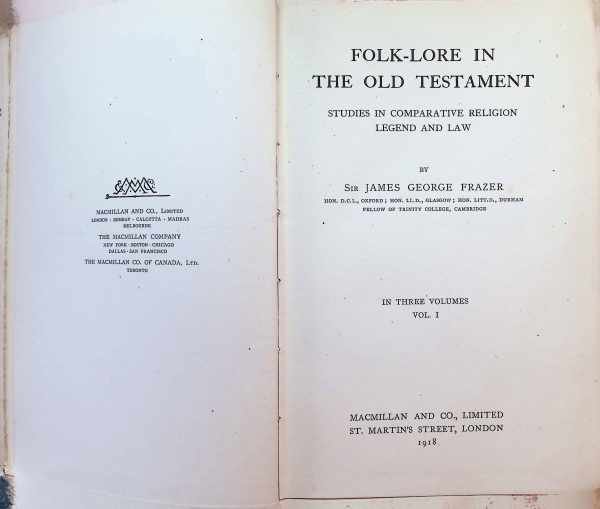 MACMILLAN AND CO., LIMITED
LONDON · BOMBAY · CALCUTTA · MADRAS
MELBOURNE
THE MACMILLAN COMPANY
NEW YORK · BOSTON · CHICAGO
DALLAS · SAN FRANCISCO
THE MACMILLAN CO. OF CANADA, LTD.
TORONTO
FOLK-LORE IN
THE OLD TESTAMENT
STUDIES IN COMPARATIVE RELIGION
LEGEND AND LAW
BY
SIR JAMES GEORGE FRAZER
HON. D.C.L., OXFORD; HON. LL.D., GLASGOW; HON. LITT.D., DURHAM
FELLOW OF TRINITY COLLEGE, CAMBRIDGE
IN THREE VOLUMES
VOL. I
MACMILLAN AND CO., LIMITED
ST. MARTIN'S STREET, LONDON
1918